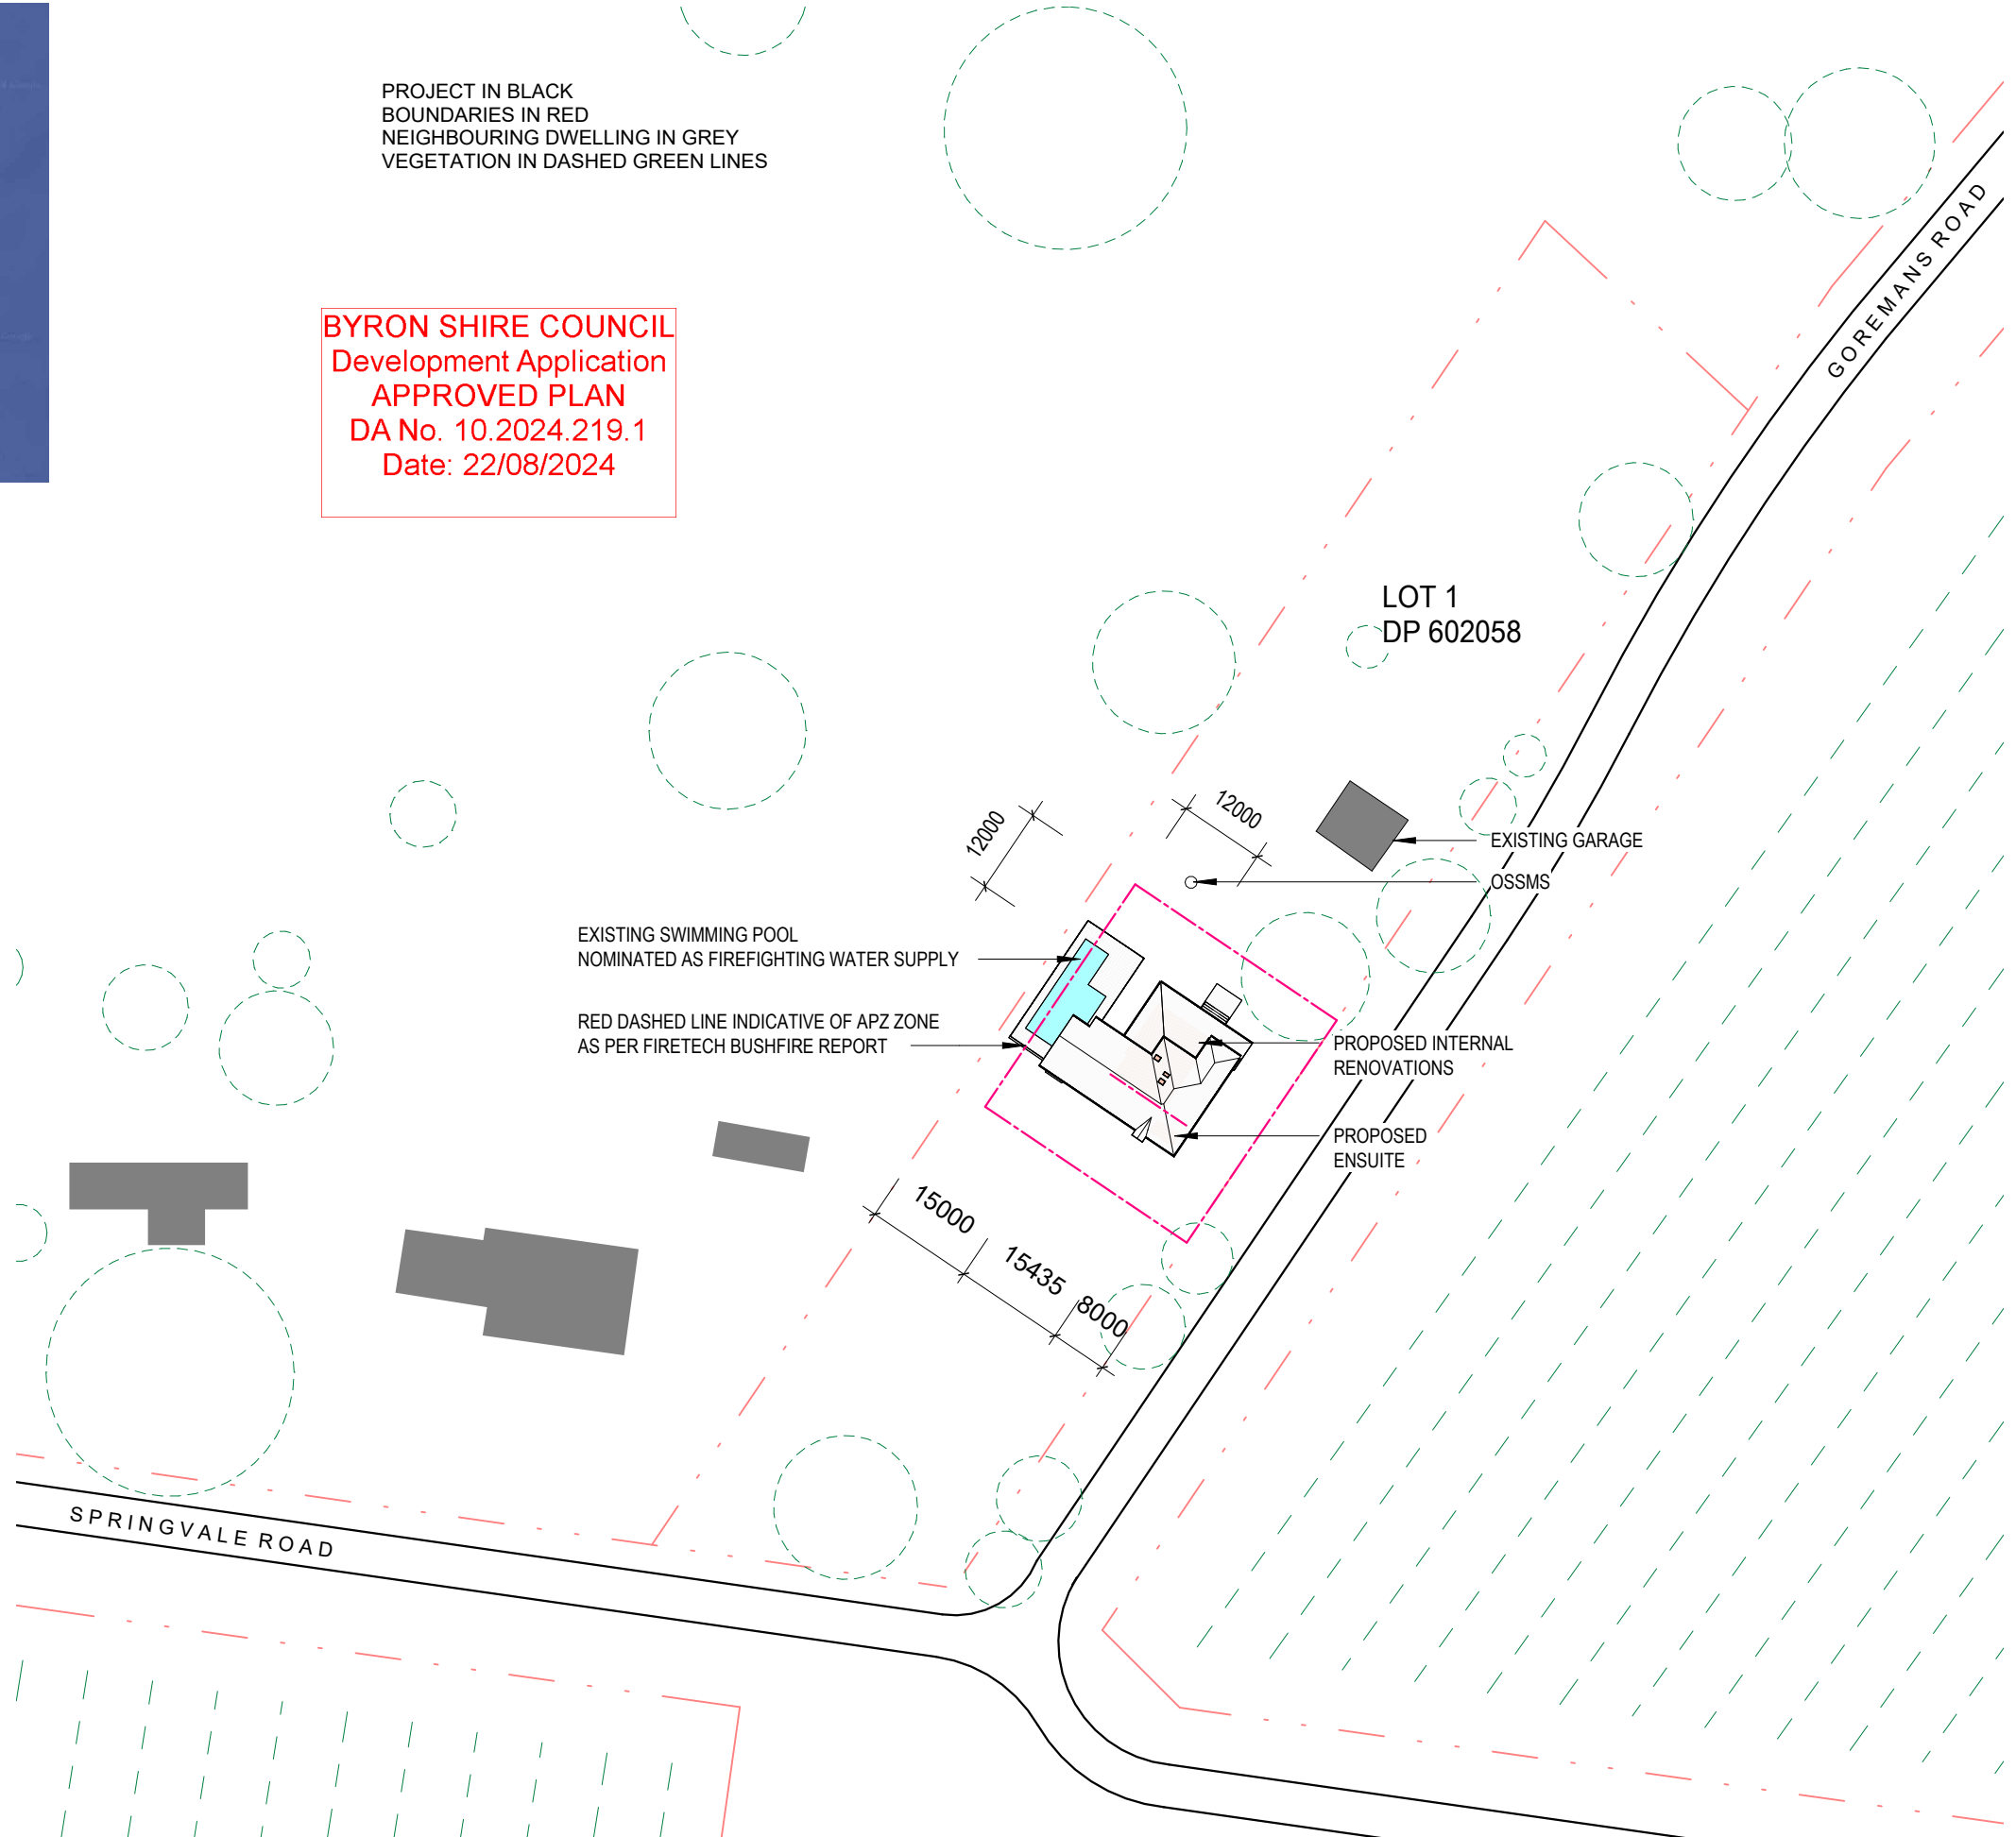 PROJECT IN BLACK
BOUNDARIES IN RED
NEIGHBOURING DWELLING IN GREY
VEGETATION IN DASHED GREEN LINES
BYRON SHIRE COUNCIL
Development Application
APPROVED PLAN
DA No. 10.2024.219.1
Date: 22/08/2024
GOREMANS ROAD
LOT 1
DP 602058
12000
12000
EXISTING GARAGE
OSSMS
EXISTING SWIMMING POOL
NOMINATED AS FIREFIGHTING WATER SUPPLY
RED DASHED LINE INDICATIVE OF APZ ZONE
AS PER FIRETECH BUSHFIRE REPORT
PROPOSED INTERNAL
RENOVATIONS
PROPOSED
ENSUITE
15000
15435
8000
SPRINGVALE ROAD